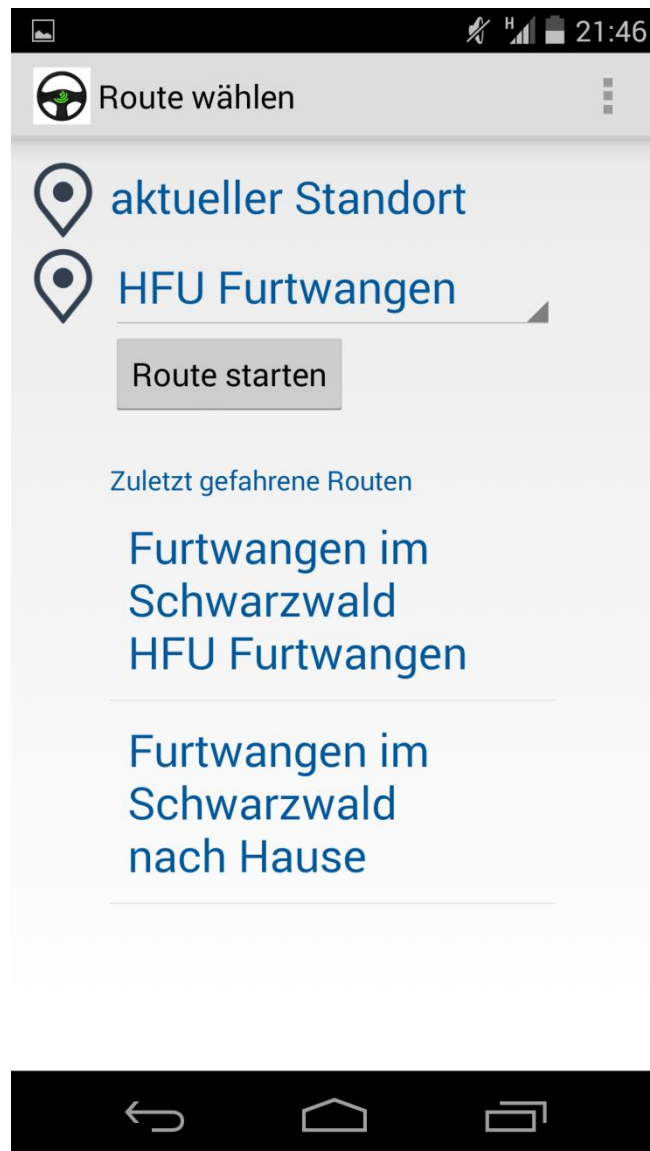 H 21:46
Route wählen
aktueller Standort
HFU Furtwangen
Route starten
Zuletzt gefahrene Routen
Furtwangen im
Schwarzwald
HFU Furtwangen
Furtwangen im
Schwarzwald
nach Hause